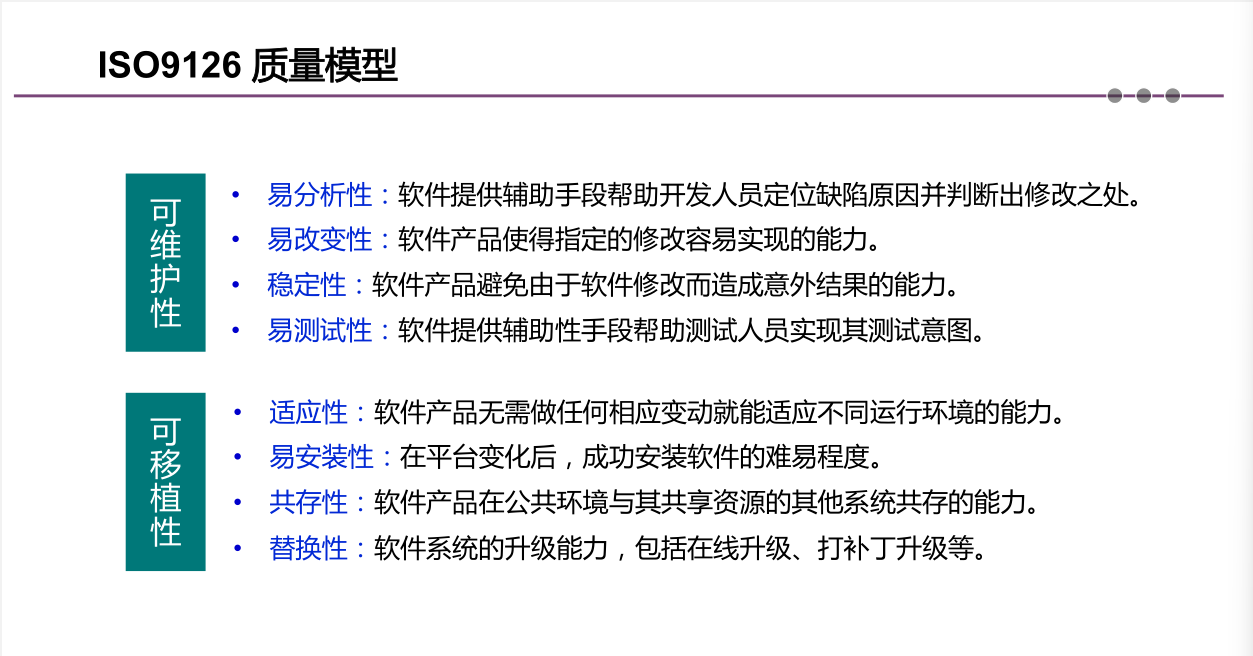 ISO9126 质量模型
可维护性
• 易分析性：软件提供辅助手段帮助开发人员定位缺陷原因并判断出修改之处。
• 易改变性：软件产品使得指定的修改容易实现的能力。
• 稳定性：软件产品避免由于软件修改而造成意外结果的能力。
• 易测试性：软件提供辅助性手段帮助测试人员实现其测试意图。
可移植性
• 适应性：软件产品无需做任何相应变动就能适应不同运行环境的能力。
• 易安装性：在平台变化后，成功安装软件的难易程度。
• 共存性：软件产品在公共环境与其共享资源的其他系统共存的能力。
• 替换性：软件系统的升级能力，包括在线升级、打补丁升级等。